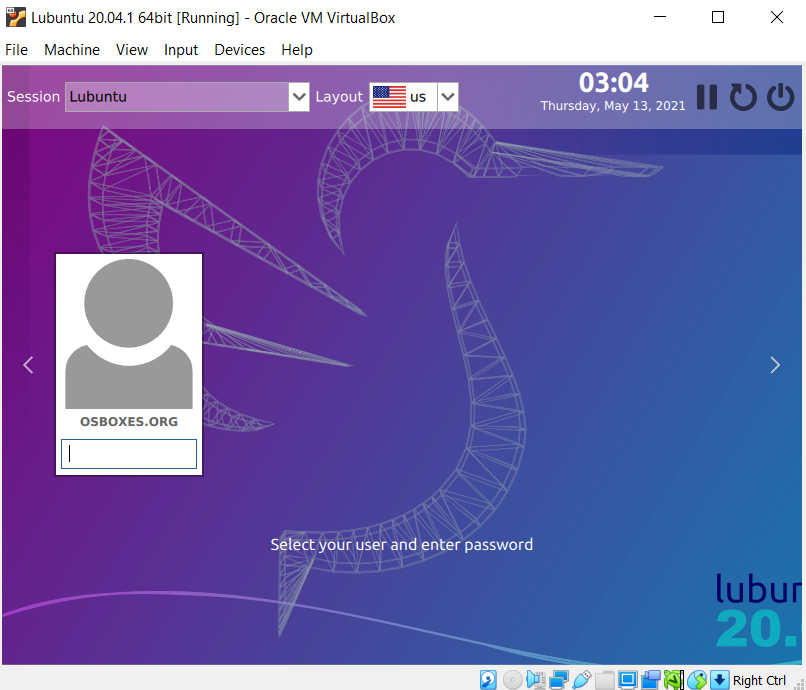 Lubuntu 20.04.1 64bit [Running] - Oracle VM VirtualBox
File Machine View Input Devices Help
Session Lubuntu Layout us
03:04
Thursday, May 13, 2021
OSBOXES.ORG
Select your user and enter password
lubun
20.
Right Ctrl